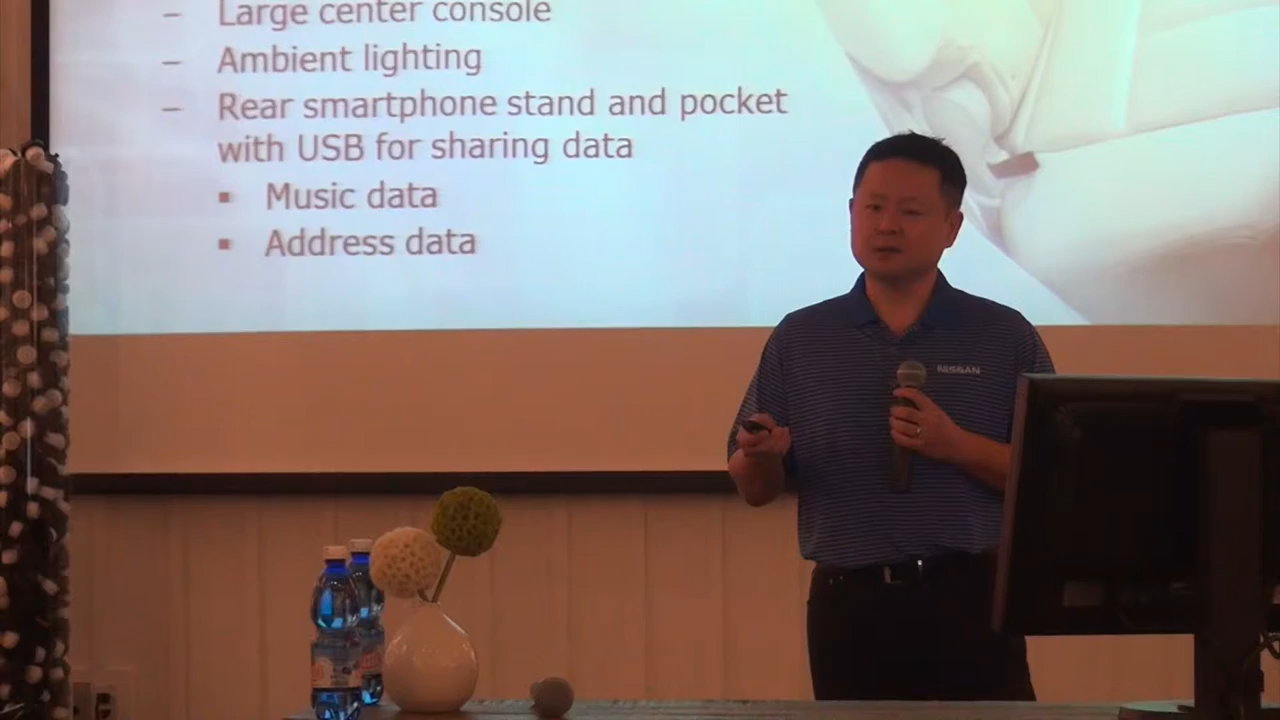 – Large center console
– Ambient lighting
– Rear smartphone stand and pocket
with USB for sharing data
▪ Music data
▪ Address data
NISSAN